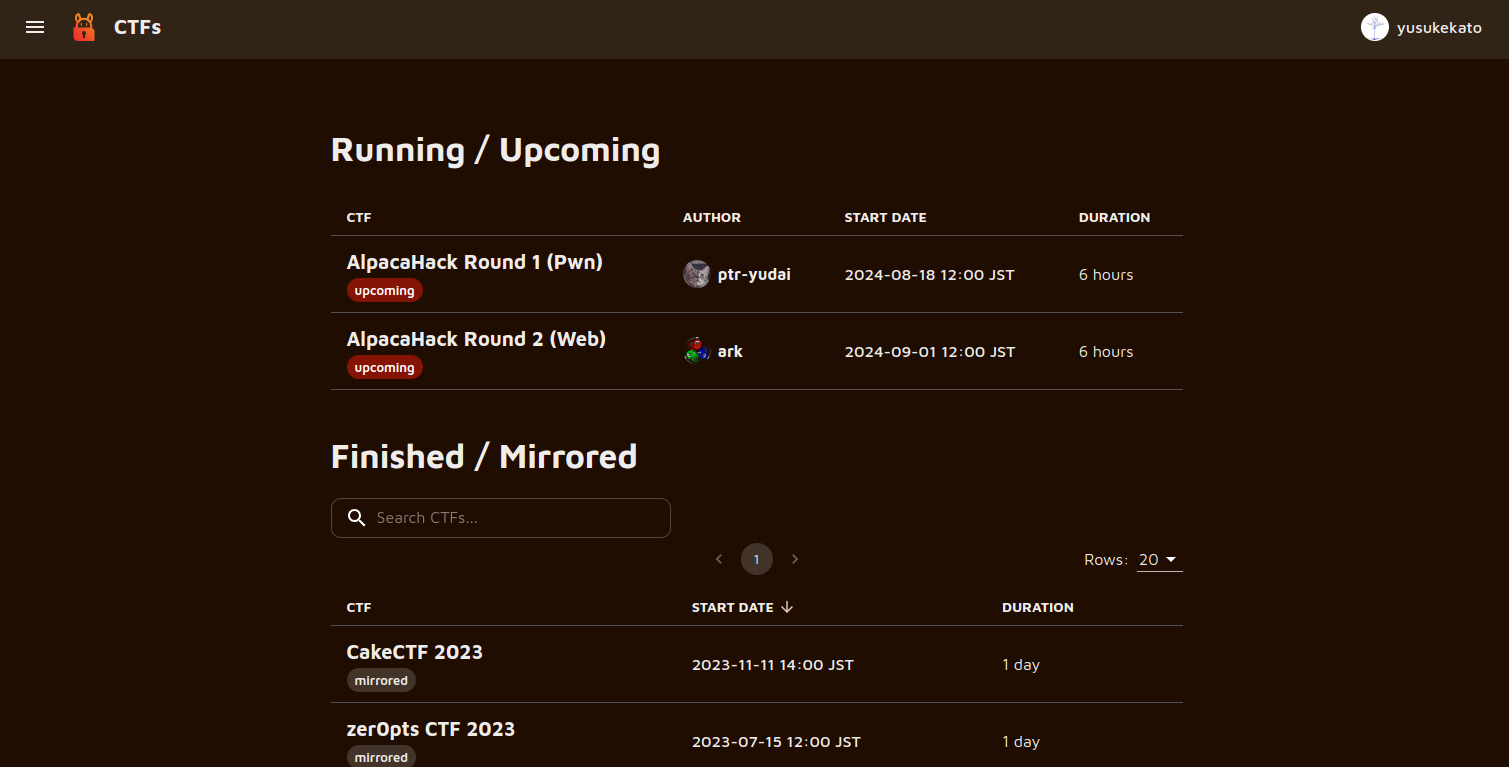 CTFs
yusukekato
Running / Upcoming
CTF AUTHOR START DATE DURATION
AlpacaHack Round 1 (Pwn)
upcoming
ptr-yudai 2024-08-18 12:00 JST 6 hours
AlpacaHack Round 2 (Web)
upcoming
ark 2024-09-01 12:00 JST 6 hours
Finished / Mirrored
Search CTFs...
1
Rows: 20
CTF START DATE DURATION
CakeCTF 2023
mirrored
2023-11-11 14:00 JST 1 day
zer0pts CTF 2023
mirrored
2023-07-15 12:00 JST 1 day